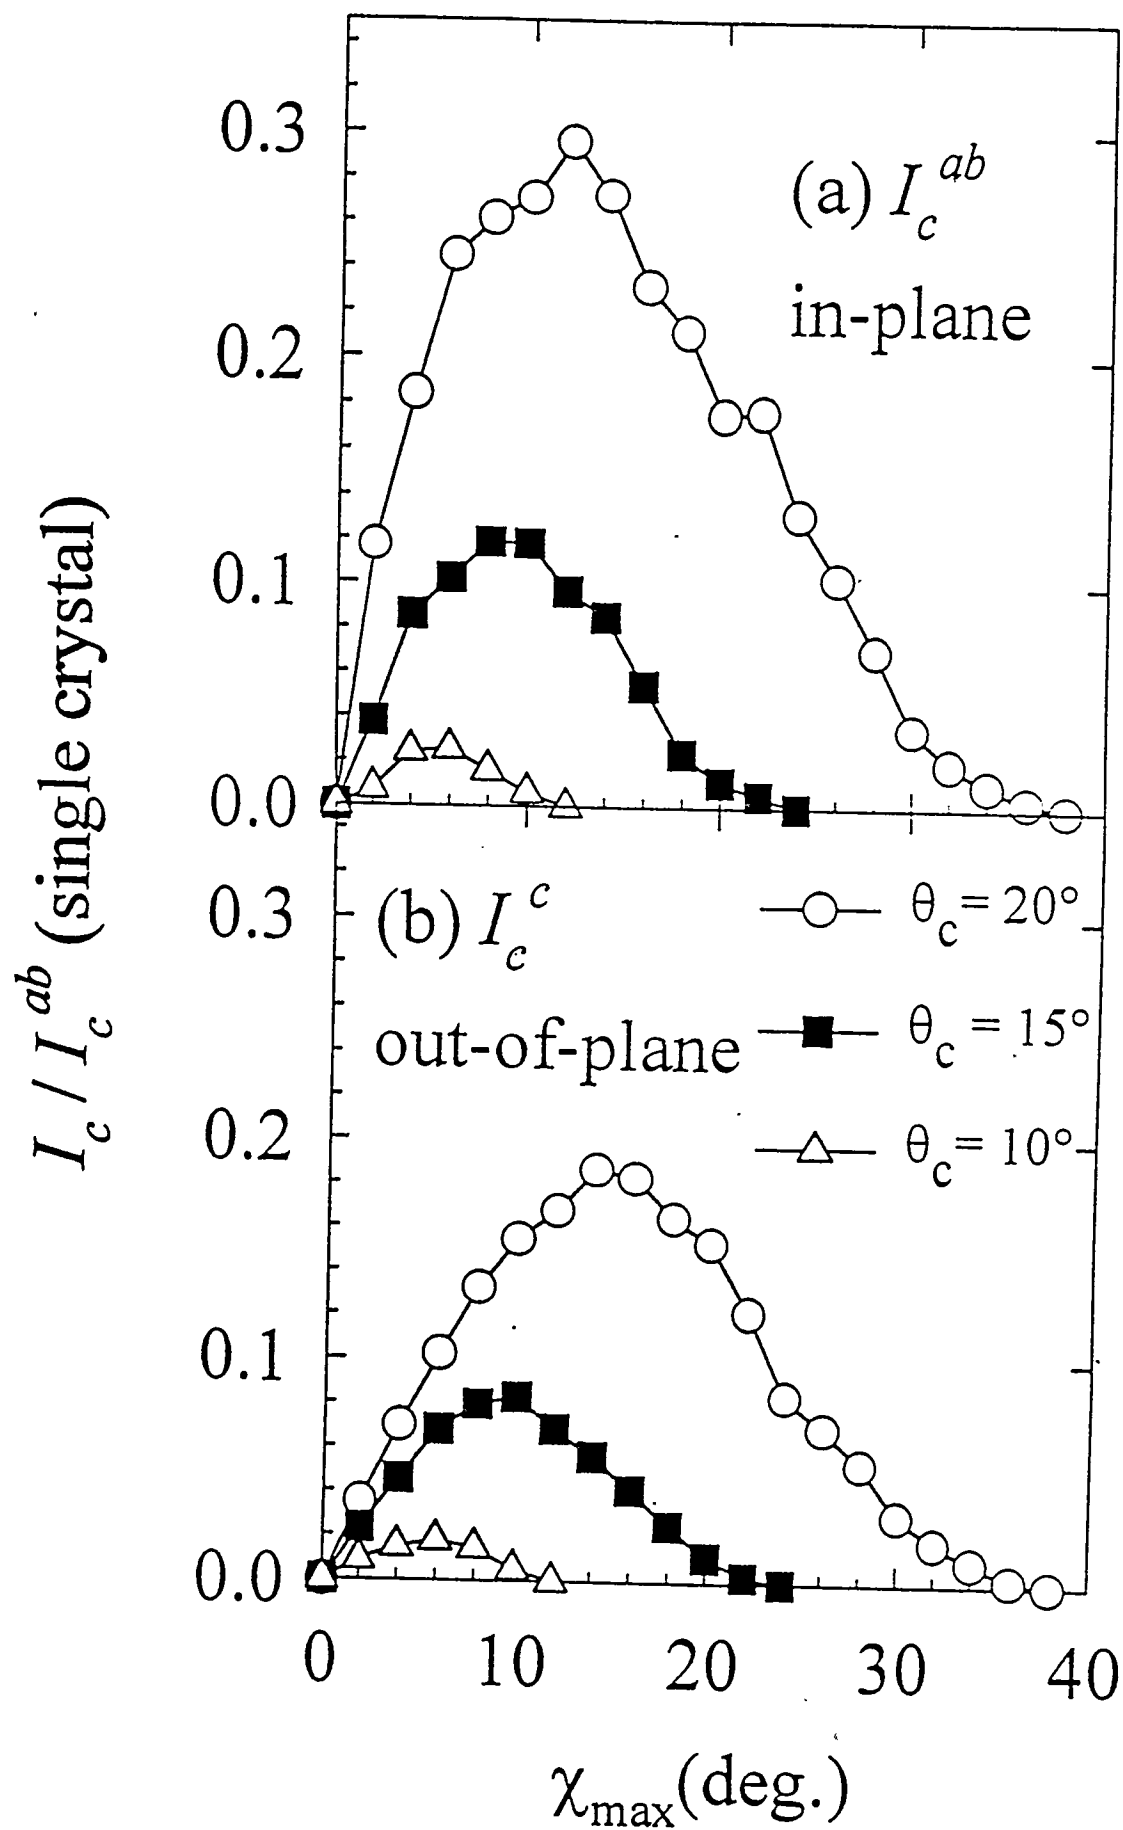 I_c / I_c^ab (single crystal)
0.3
0.2
0.1
0.0
(a) I_c^ab
in-plane
0.3
0.2
0.1
0.0
(b) I_c^c
out-of-plane
θ_c = 20°
θ_c = 15°
θ_c = 10°
0 10 20 30 40
χ_max (deg.)